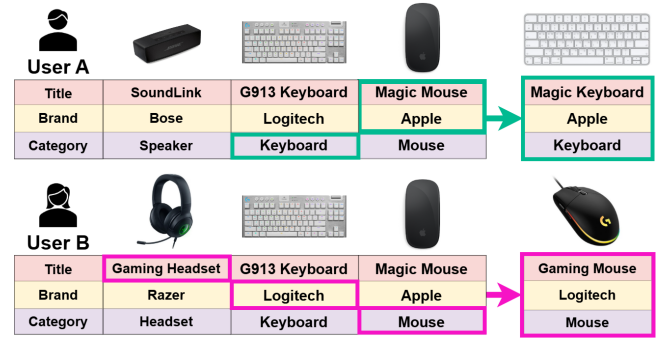 User A
Title SoundLink G913 Keyboard Magic Mouse Magic Keyboard
Brand Bose Logitech Apple Apple
Category Speaker Keyboard Mouse Keyboard
User B
Title Gaming Headset G913 Keyboard Magic Mouse Gaming Mouse
Brand Razer Logitech Apple Logitech
Category Headset Keyboard Mouse Mouse